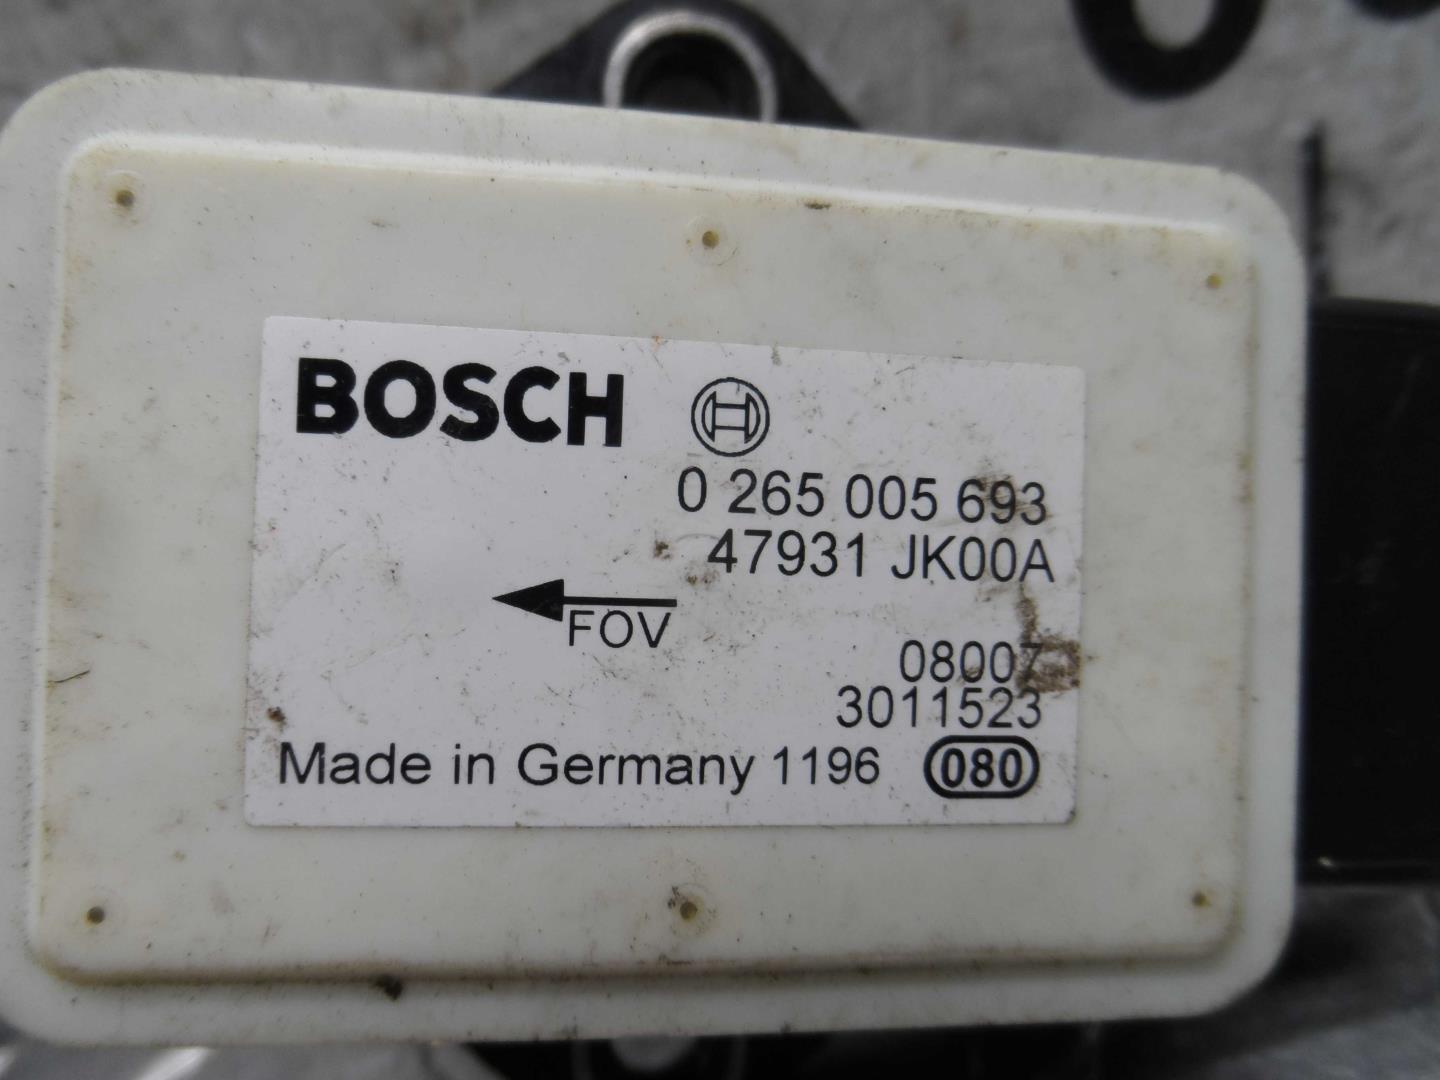 BOSCH
0 265 005 693
47931 JK00A
FOV
08007
3011523
Made in Germany 1196 080